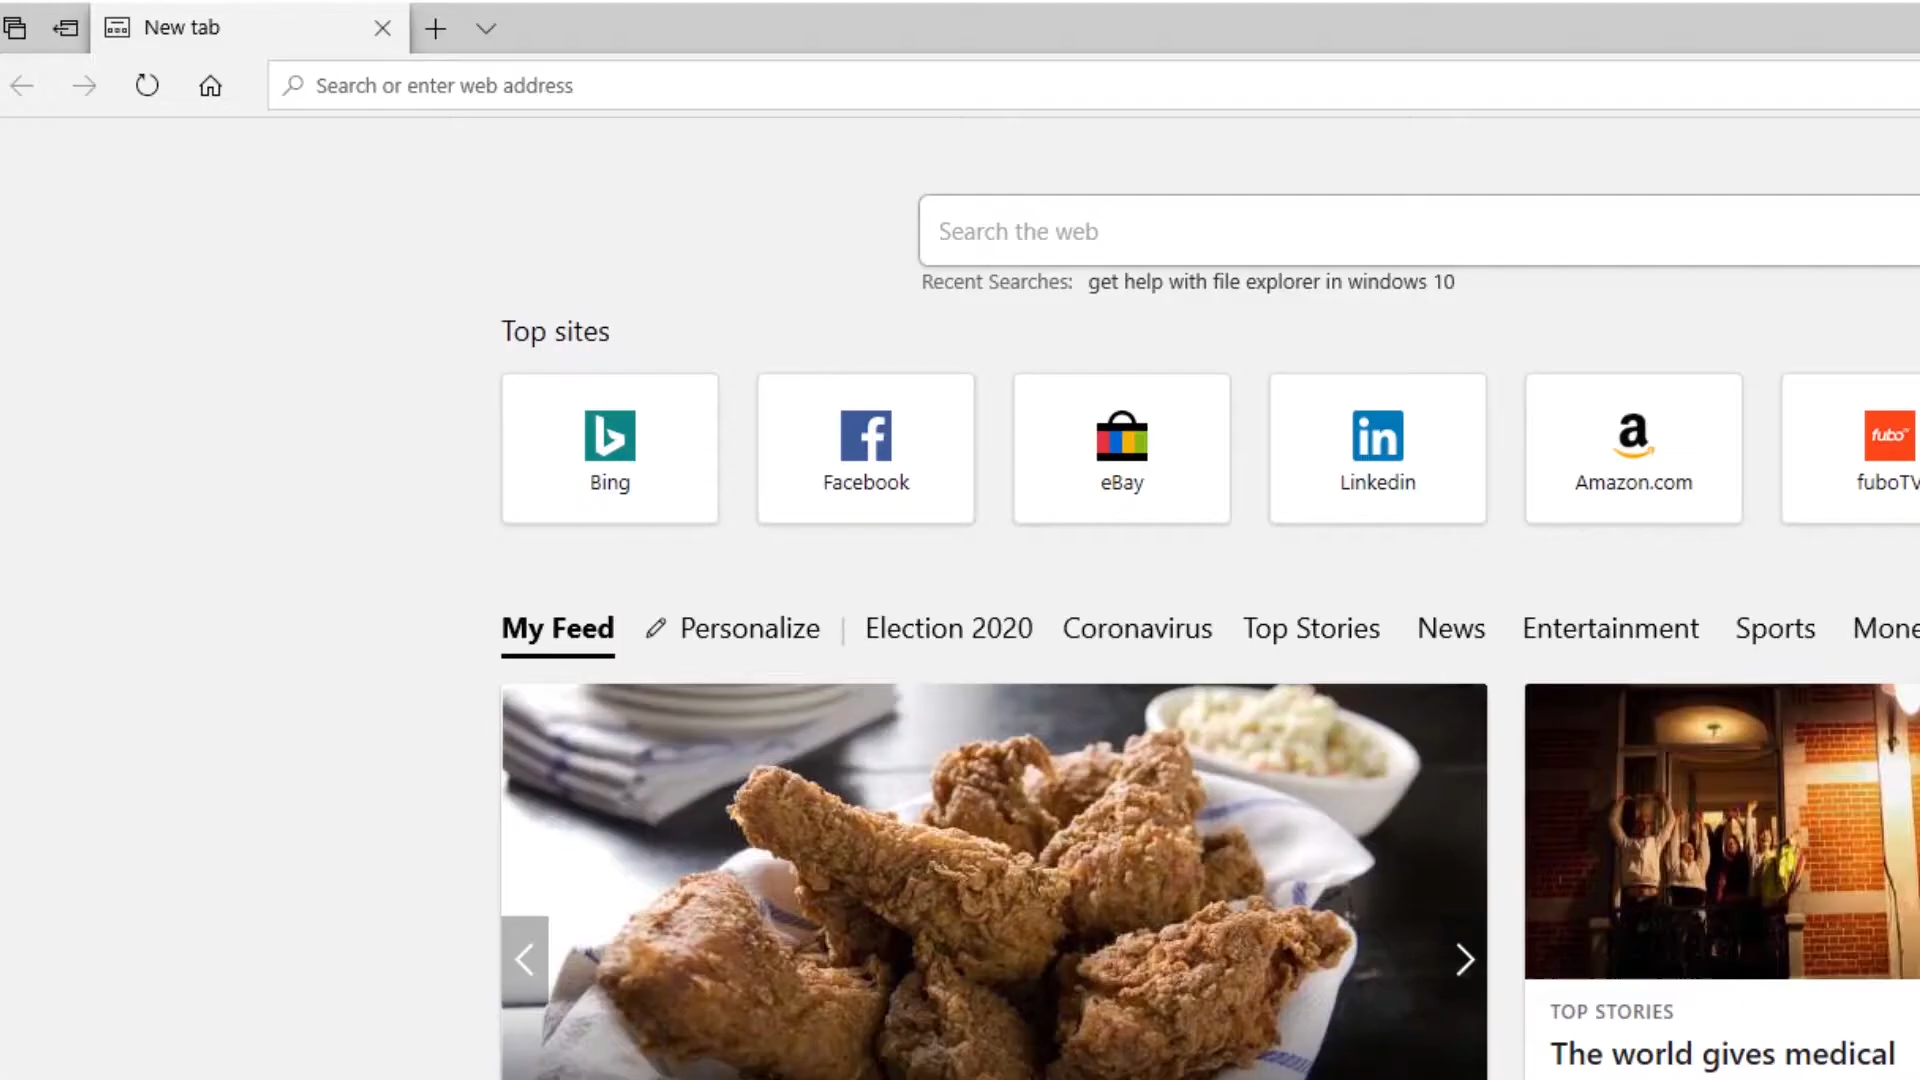 New tab
Search or enter web address
Search the web
Recent Searches: get help with file explorer in windows 10
Top sites
Bing
Facebook
eBay
Linkedin
Amazon.com
fubo
fuboTV
My Feed
Personalize
Election 2020
Coronavirus
Top Stories
News
Entertainment
Sports
Mone
TOP STORIES
The world gives medical